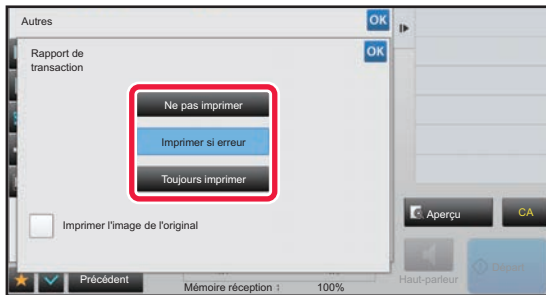 Autres
OK
Rapport de
transaction
OK
Ne pas imprimer
Imprimer si erreur
Toujours imprimer
Imprimer l'image de l'original
Aperçu
CA
Précédent
Mémoire réception :
100%
Haut-parleur
Départ